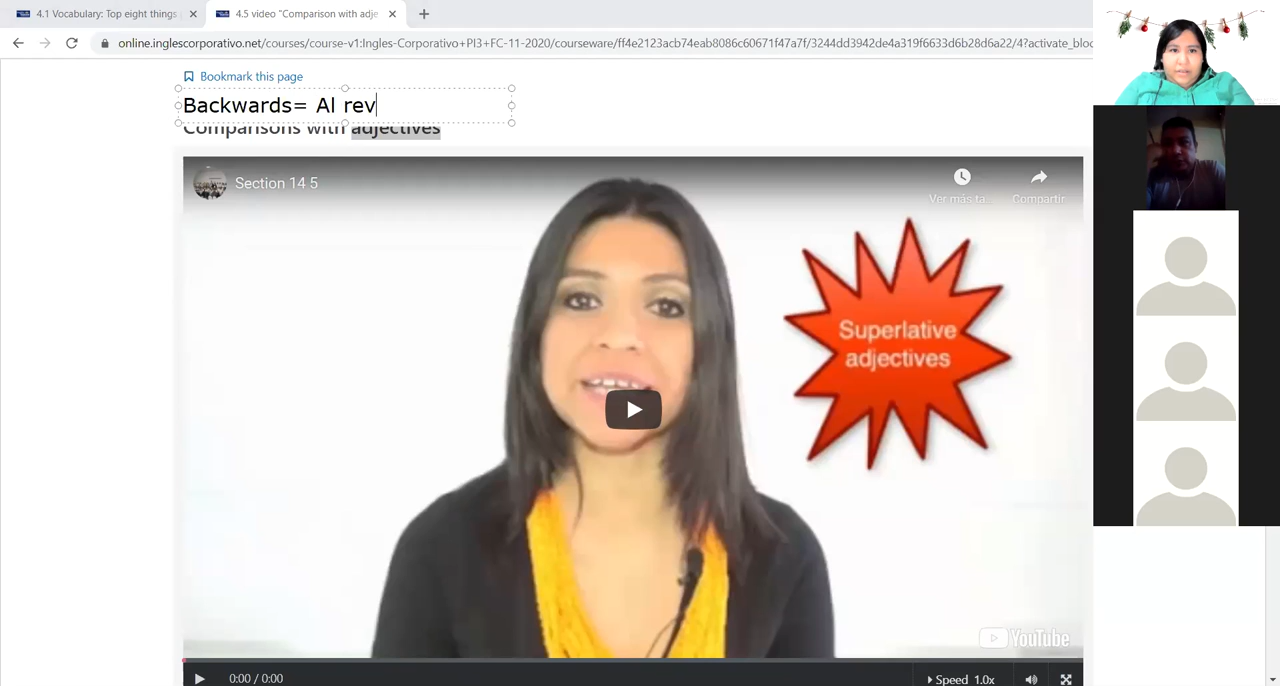 4.1 Vocabulary: Top eight things
4.5 video "Comparison with adje
online.inglescorporativo.net/courses/course-v1:Ingles-Corporativo+PI3+FC-11-2020/courseware/ff4e2123acb74eab8086c60671f47a7f/3244dd3942de4a319f6633d6b28d6a22/4?activate_bloc
Bookmark this page
Backwards= Al rev
Comparisons with adjectives
Section 14 5
Ver más ta...
Compartir
Superlative
adjectives
YouTube
0:00 / 0:00
Speed 1.0x